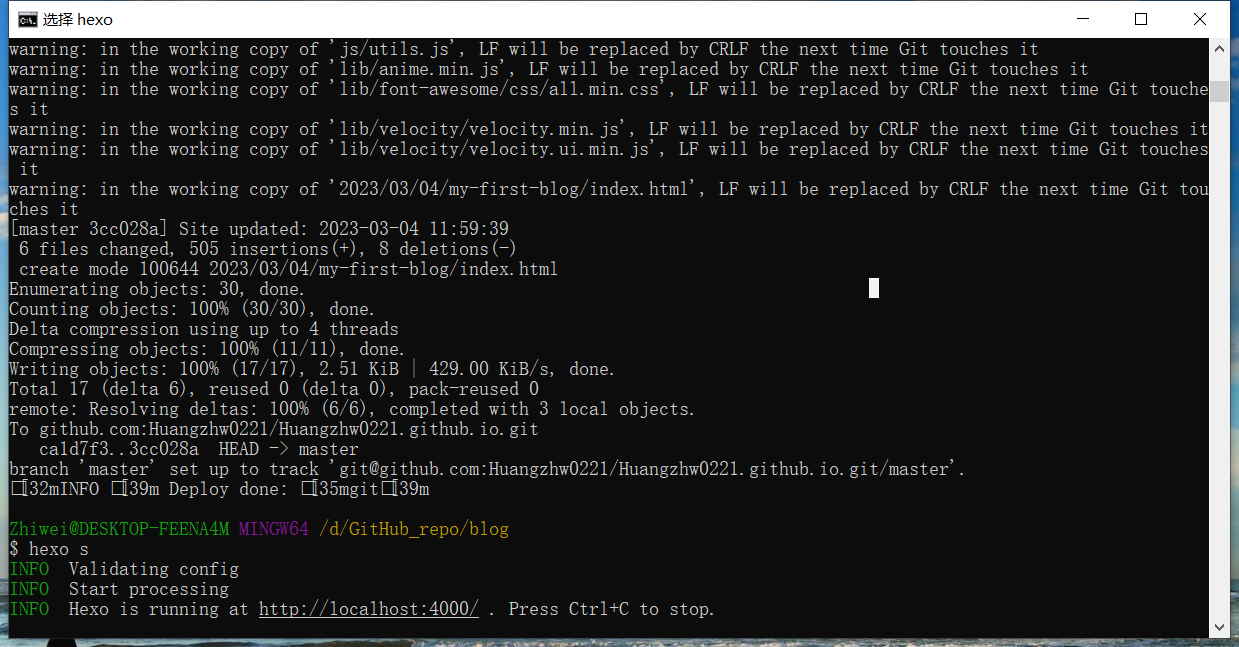 选择 hexo
warning: in the working copy of 'js/utils.js', LF will be replaced by CRLF the next time Git touches it
warning: in the working copy of 'lib/anime.min.js', LF will be replaced by CRLF the next time Git touches it
warning: in the working copy of 'lib/font-awesome/css/all.min.css', LF will be replaced by CRLF the next time Git touche
s it
warning: in the working copy of 'lib/velocity/velocity.min.js', LF will be replaced by CRLF the next time Git touches it
warning: in the working copy of 'lib/velocity/velocity.ui.min.js', LF will be replaced by CRLF the next time Git touches
it
warning: in the working copy of '2023/03/04/my-first-blog/index.html', LF will be replaced by CRLF the next time Git tou
ches it
[master 3cc028a] Site updated: 2023-03-04 11:59:39
6 files changed, 505 insertions(+), 8 deletions(-)
create mode 100644 2023/03/04/my-first-blog/index.html
Enumerating objects: 30, done.
Counting objects: 100% (30/30), done.
Delta compression using up to 4 threads
Compressing objects: 100% (11/11), done.
Writing objects: 100% (17/17), 2.51 KiB | 429.00 KiB/s, done.
Total 17 (delta 6), reused 0 (delta 0), pack-reused 0
remote: Resolving deltas: 100% (6/6), completed with 3 local objects.
To github.com:Huangzhw0221/Huangzhw0221.github.io.git
ca1d7f3..3cc028a  HEAD -> master
branch 'master' set up to track 'git@github.com:Huangzhw0221/Huangzhw0221.github.io.git/master'.
□[32mINFO □[39m Deploy done: □[35mgit□[39m
Zhiwei@DESKTOP-FEENA4M MINGW64 /d/GitHub_repo/blog
$ hexo s
INFO  Validating config
INFO  Start processing
INFO  Hexo is running at http://localhost:4000/ . Press Ctrl+C to stop.